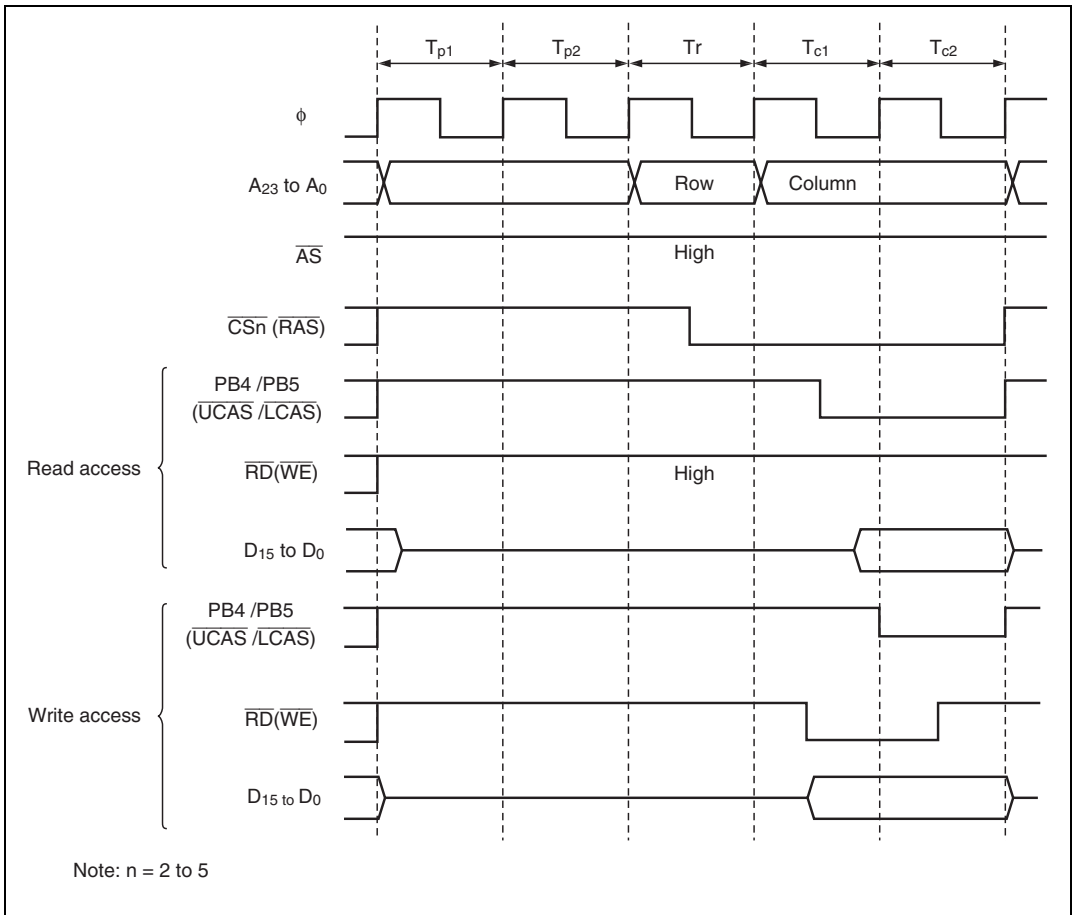 Tp1 Tp2 Tr Tc1 Tc2
ϕ
A23 to A0 Row Column
AS High
CSn (RAS)
Read access
PB4 /PB5
(UCAS /LCAS)
RD(WE) High
D15 to D0
Write access
PB4 /PB5
(UCAS /LCAS)
RD(WE)
D15 to D0
Note: n = 2 to 5